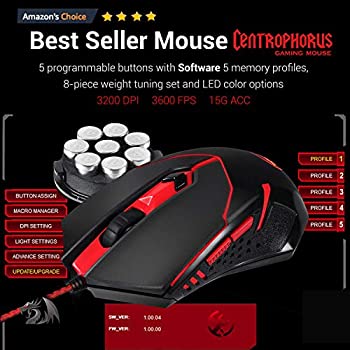 Amazon's Choice
Best Seller Mouse CENTROPHORUS
GAMING MOUSE
5 programmable buttons with Software 5 memory profiles,
8-piece weight tuning set and LED color options
3200 DPI 3600 FPS 15G ACC
BUTTON ASSIGN
MACRO MANAGER
DPI SETTING
LIGHT SETTINGS
ADVANCE SETTING
UPDATE/UPGRADE
PROFILE 1
PROFILE 2
PROFILE 3
PROFILE 4
PROFILE 5
SW_VER: 1.00.04
FW_VER: 1.00.00